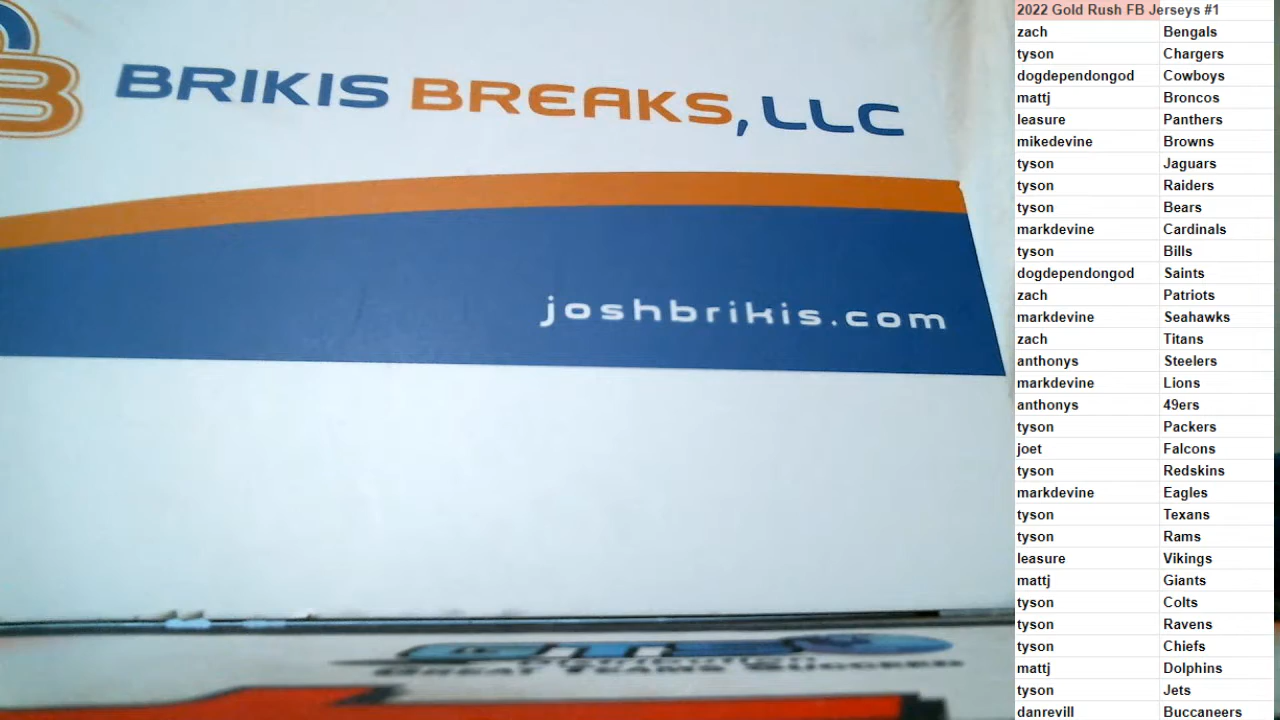 BRIKIS BREAKS, LLC
joshbrikis.com
GREAT TEAMS SUCCEED
2022 Gold Rush FB Jerseys #1
zach Bengals
tyson Chargers
dogdependongod Cowboys
mattj Broncos
leasure Panthers
mikedevine Browns
tyson Jaguars
tyson Raiders
tyson Bears
markdevine Cardinals
tyson Bills
dogdependongod Saints
zach Patriots
markdevine Seahawks
zach Titans
anthonys Steelers
markdevine Lions
anthonys 49ers
tyson Packers
joet Falcons
tyson Redskins
markdevine Eagles
tyson Texans
tyson Rams
leasure Vikings
mattj Giants
tyson Colts
tyson Ravens
tyson Chiefs
mattj Dolphins
tyson Jets
danrevill Buccaneers